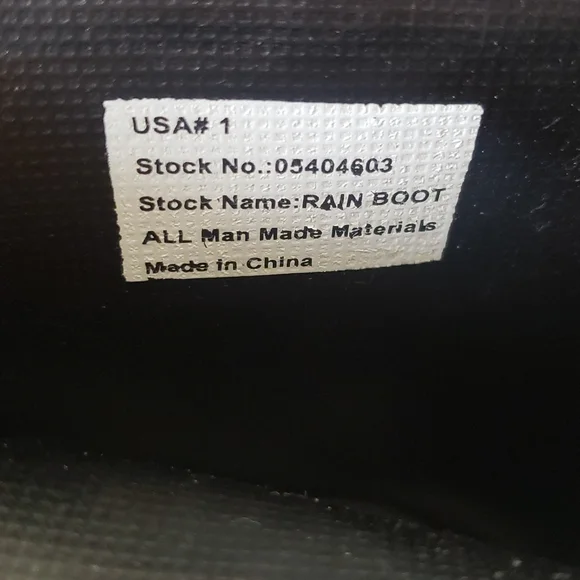 USA# 1
Stock No.:05404603
Stock Name:RAIN BOOT
ALL Man Made Materials
Made in China